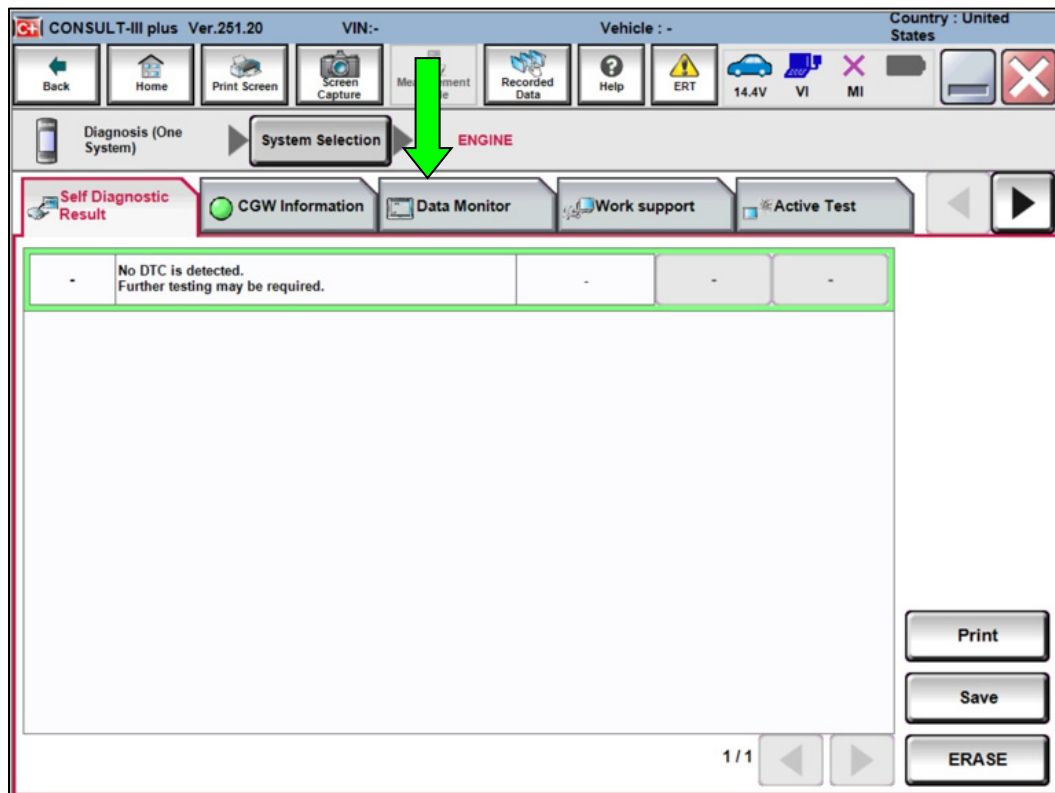 C+ CONSULT-III plus Ver.251.20 VIN:- Vehicle : - Country : United
States
Back
Home
Print Screen
Screen
Capture
Recorded
Data
Help
ERT
14.4V
VI
MI
Diagnosis (One
System)
System Selection
ENGINE
Self Diagnostic
Result
CGW Information
Data Monitor
Work support
Active Test
- No DTC is detected. - - -
Further testing may be required.
Print
Save
1/1
ERASE